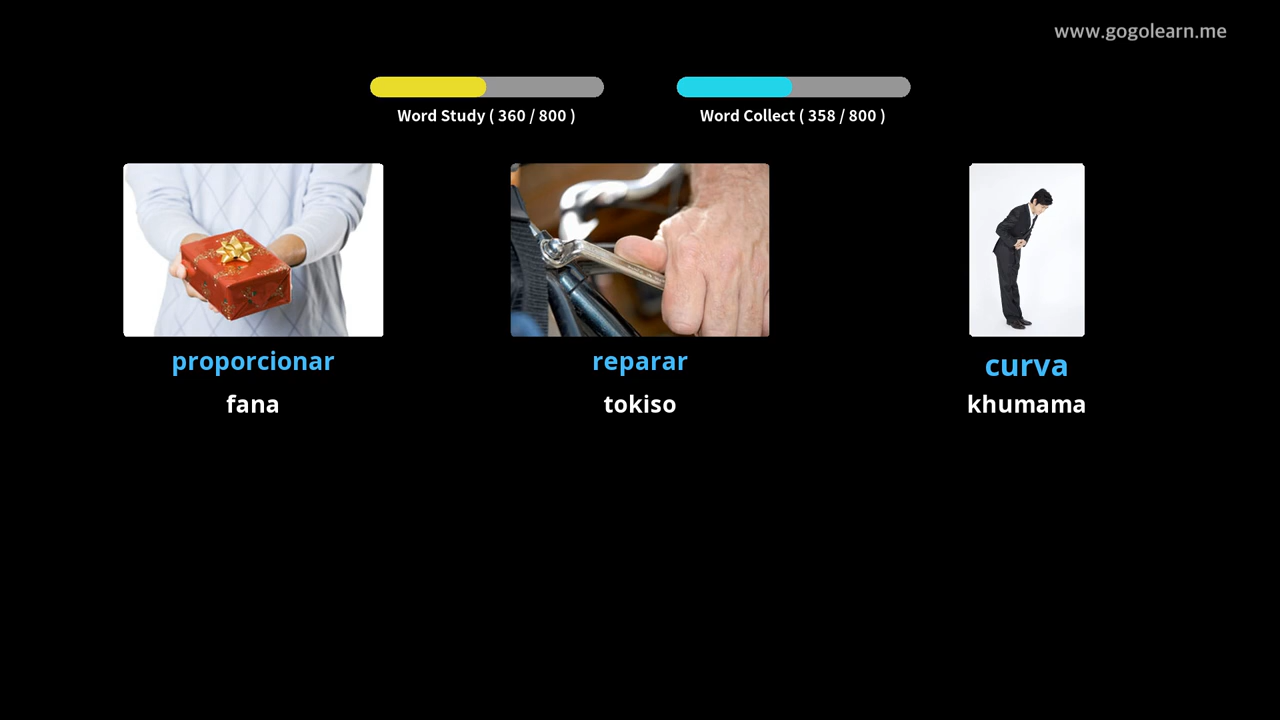 www.gogolearn.me
Word Study ( 360 / 800 )
Word Collect ( 358 / 800 )
proporcionar
fana
reparar
tokiso
curva
khumama